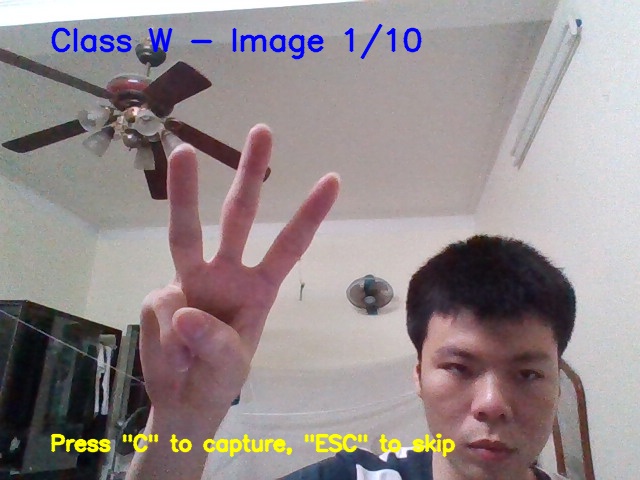 Class W - Image 1/10
Press "C" to capture, "ESC" to skip